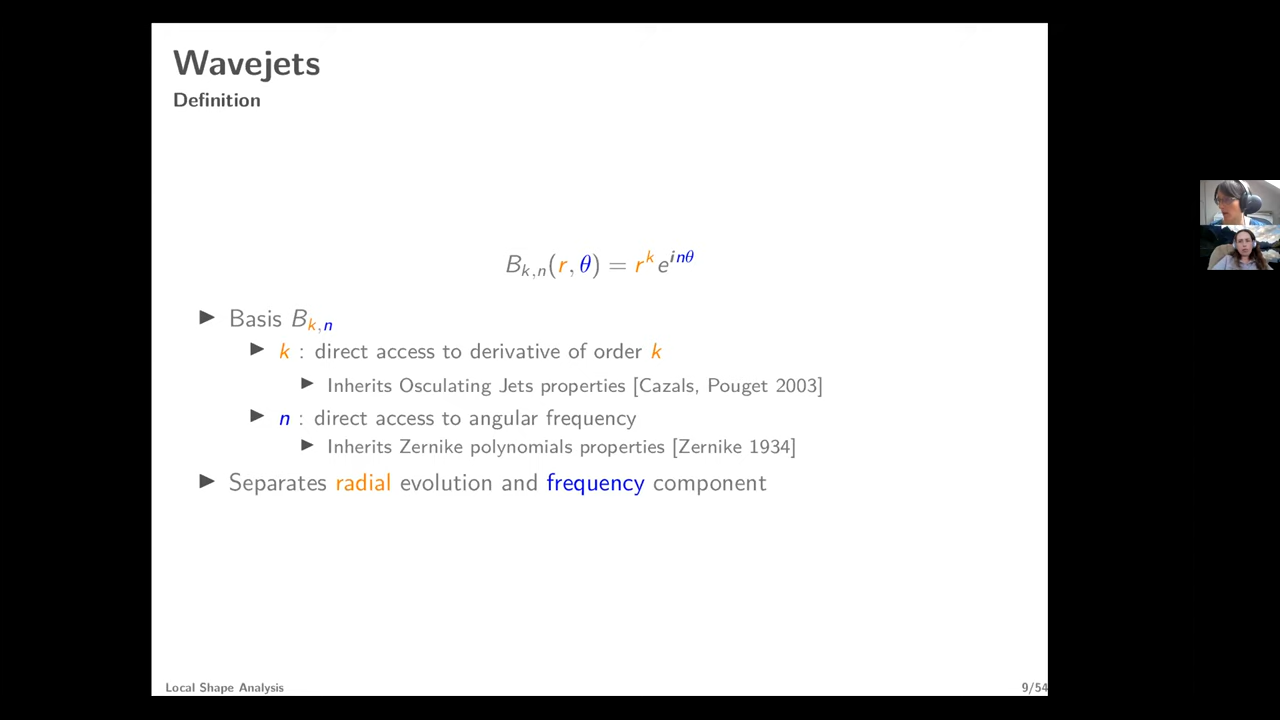 Wavejets
Definition
B_{k,n}(r, θ) = r^k e^{inθ}
▶ Basis B_{k,n}
▶ k : direct access to derivative of order k
▶ Inherits Osculating Jets properties [Cazals, Pouget 2003]
▶ n : direct access to angular frequency
▶ Inherits Zernike polynomials properties [Zernike 1934]
▶ Separates radial evolution and frequency component
Local Shape Analysis
9/54